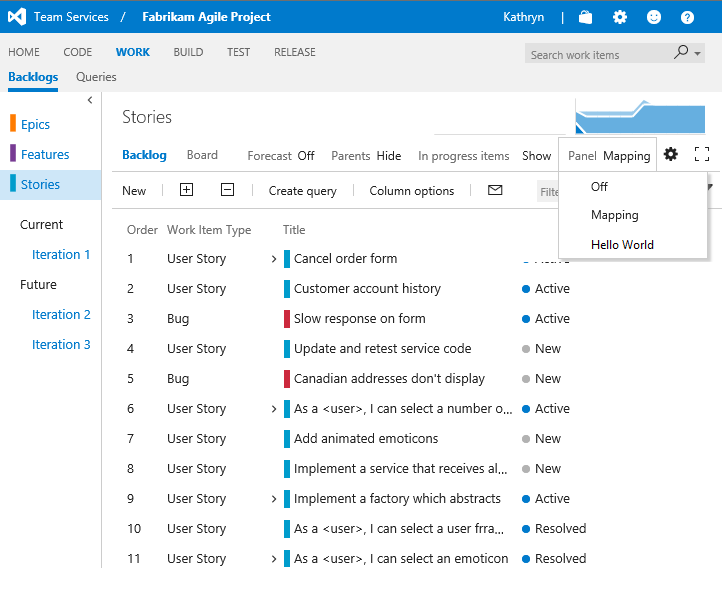 Team Services / Fabrikam Agile Project Kathryn |
HOME CODE WORK BUILD TEST RELEASE Search work items
Backlogs Queries
Epics
Features
Stories
Current
Iteration 1
Future
Iteration 2
Iteration 3
Stories
Backlog Board Forecast Off Parents Hide In progress items Show Panel Mapping
Off
Mapping
Hello World
New Create query Column options Filte
Order Work Item Type Title
1 User Story Cancel order form Active
2 User Story Customer account history Active
3 Bug Slow response on form Active
4 User Story Update and retest service code New
5 Bug Canadian addresses don't display New
6 User Story As a <user>, I can select a number o... Active
7 User Story Add animated emoticons New
8 User Story Implement a service that receives al... New
9 User Story Implement a factory which abstracts Active
10 User Story As a <user>, I can select a user frra... Resolved
11 User Story As a <user>, I can select an emoticon Resolved